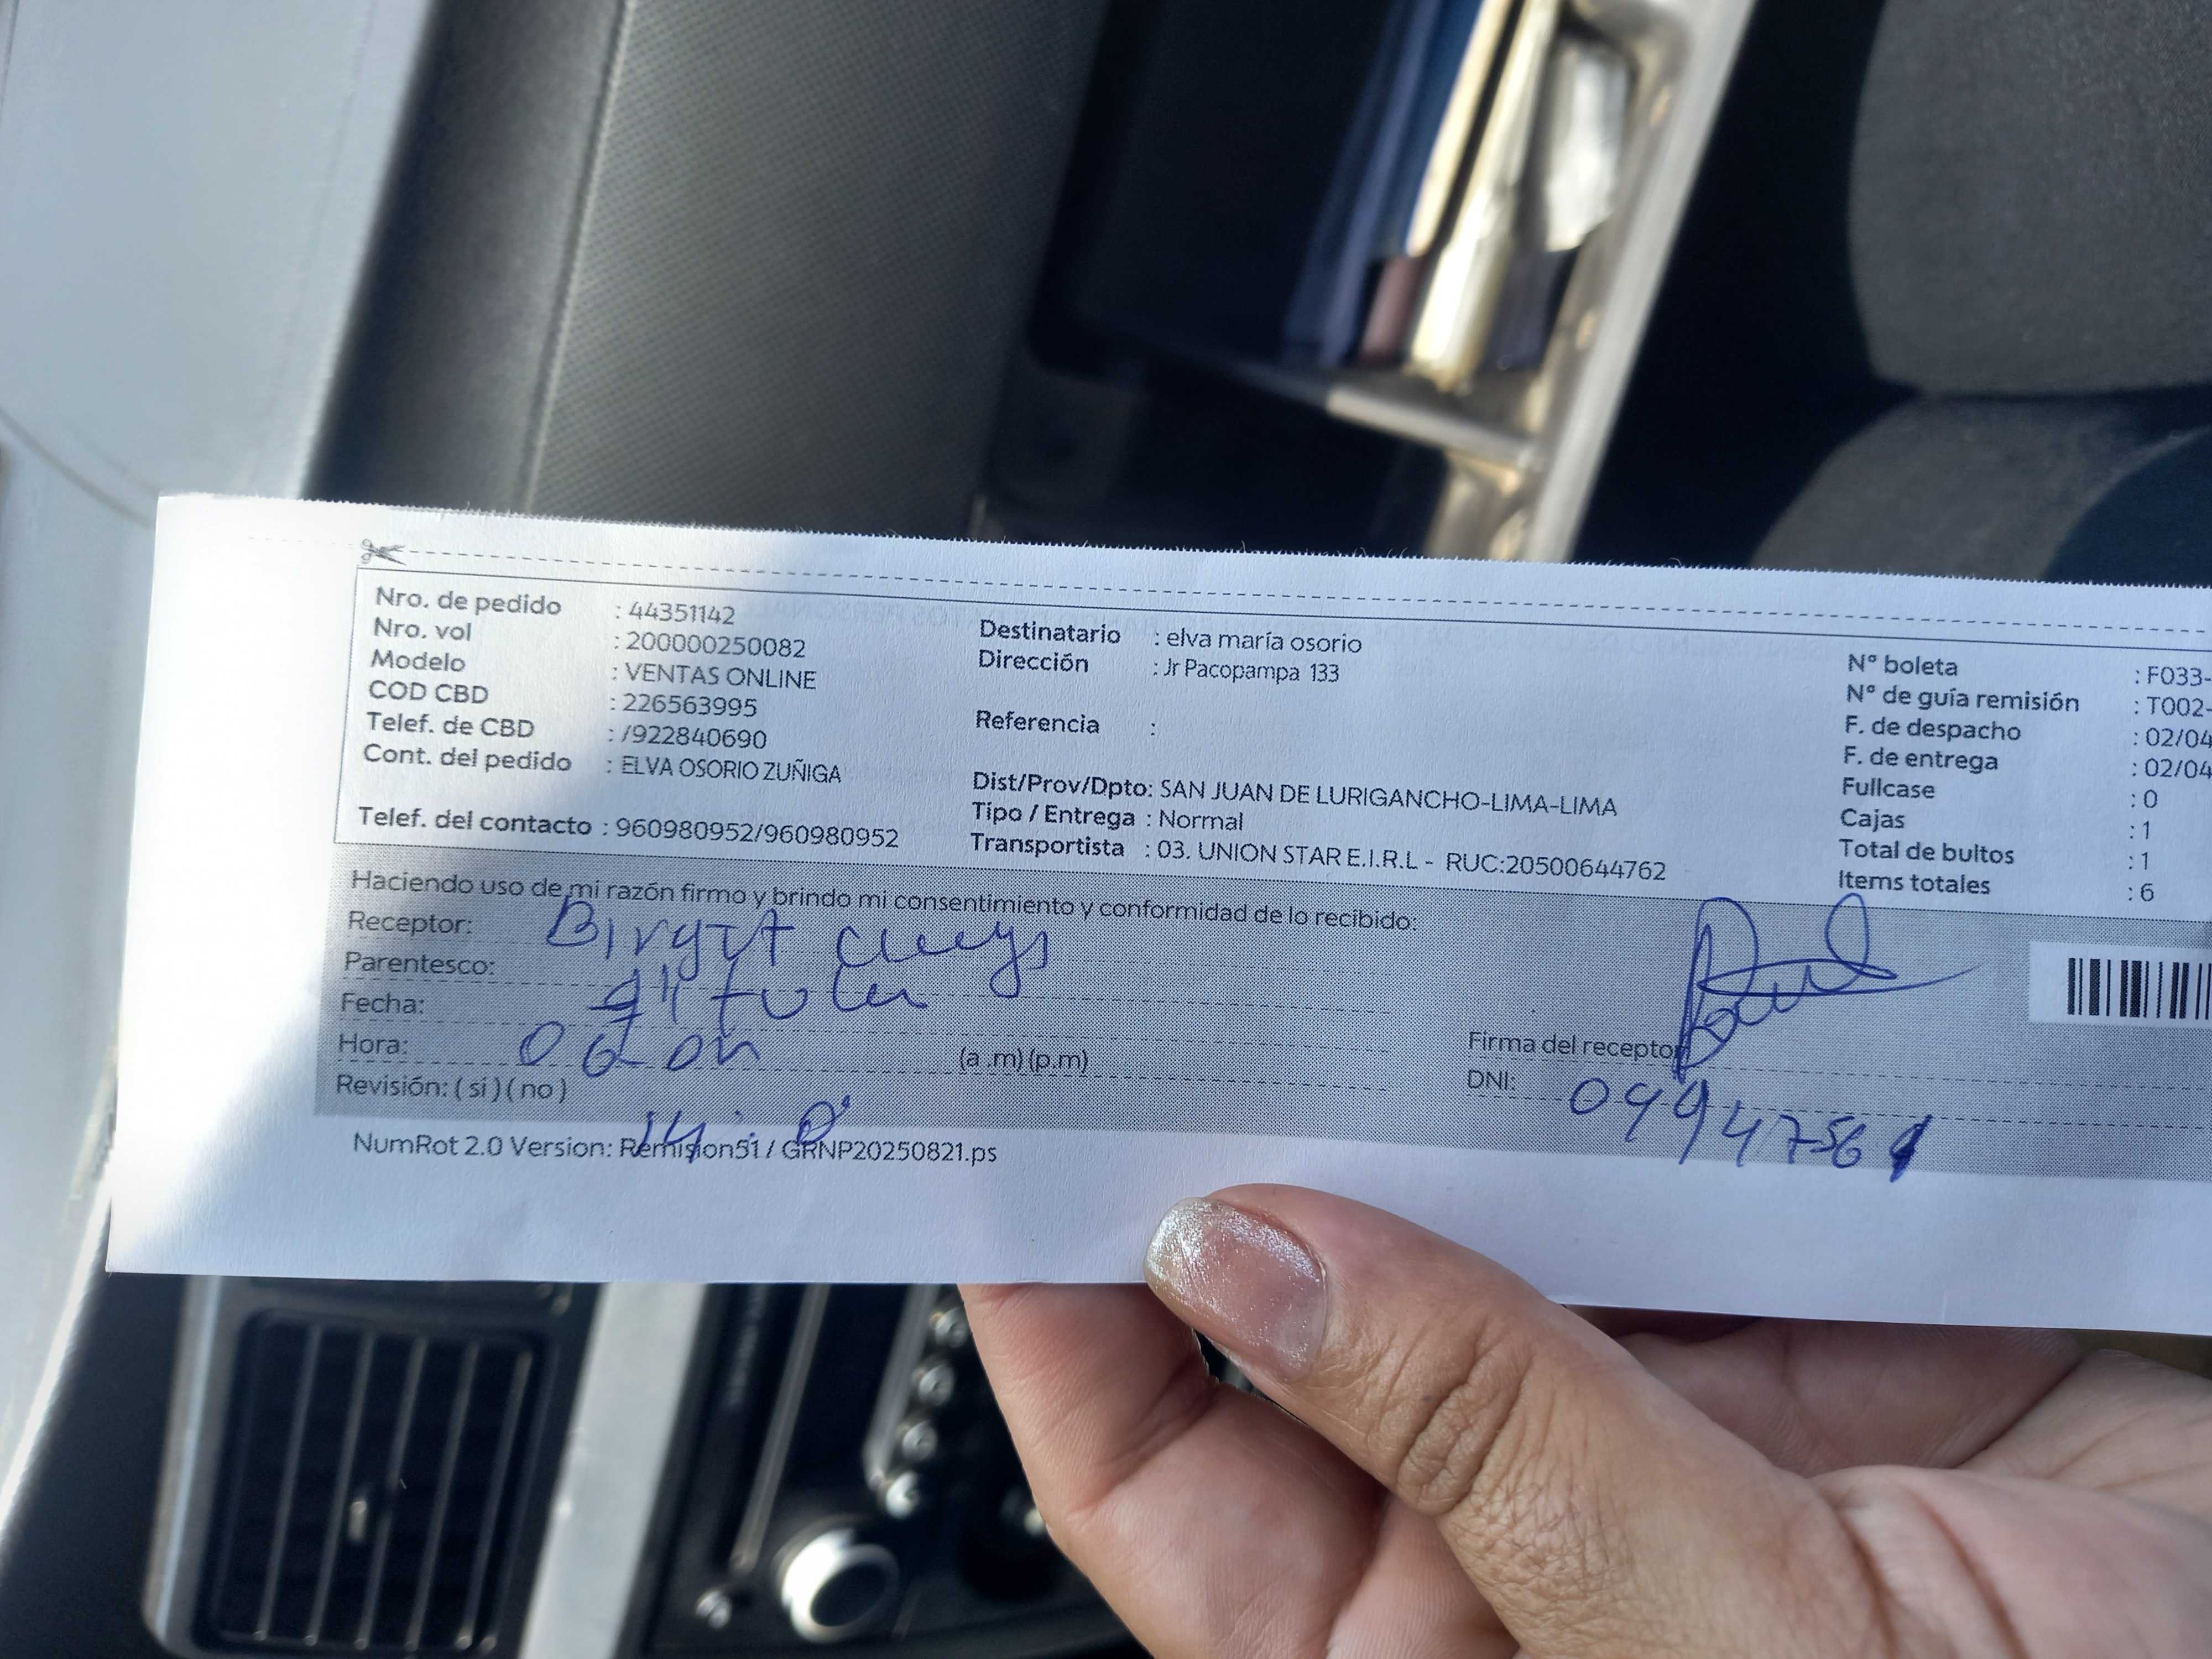 Nro. de pedido : 44351142
Nro. vol : 200000250082
Modelo : VENTAS ONLINE
COD CBD : 226563995
Telef. de CBD : /922840690
Cont. del pedido : ELVA OSORIO ZUÑIGA
Telef. del contacto : 960980952/960980952
Destinatario : elva maría osorio
Dirección : Jr Pacopampa 133
Referencia :
Dist/Prov/Dpto: SAN JUAN DE LURIGANCHO-LIMA-LIMA
Tipo / Entrega : Normal
Transportista : 03. UNION STAR E.I.R.L - RUC:20500644762
N° boleta : F033-
N° de guía remisión : T002-
F. de despacho : 02/04
F. de entrega : 02/04
Fullcase : 0
Cajas : 1
Total de bultos : 1
Items totales : 6
Haciendo uso de mi razón firmo y brindo mi consentimiento y conformidad de lo recibido:
Receptor:
Parentesco:
Fecha:
Hora: (a .m) (p.m)
Revisión: ( sí ) ( no )
Firma del receptor
DNI:
NumRot 2.0 Version: Remision51 / GRNP20250821.ps